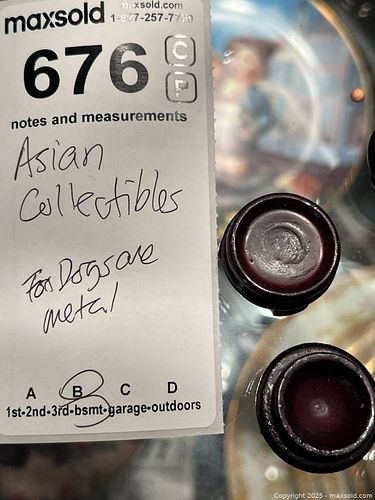 maxsold
maxsold.com
1-877-257-77
676
C
F
notes and measurements
Asian
Collectibles
Foo Dogs are
metal
A B C D
1st-2nd-3rd-bsmt-garage-outdoors
Copyright 2025 - maxsold.com